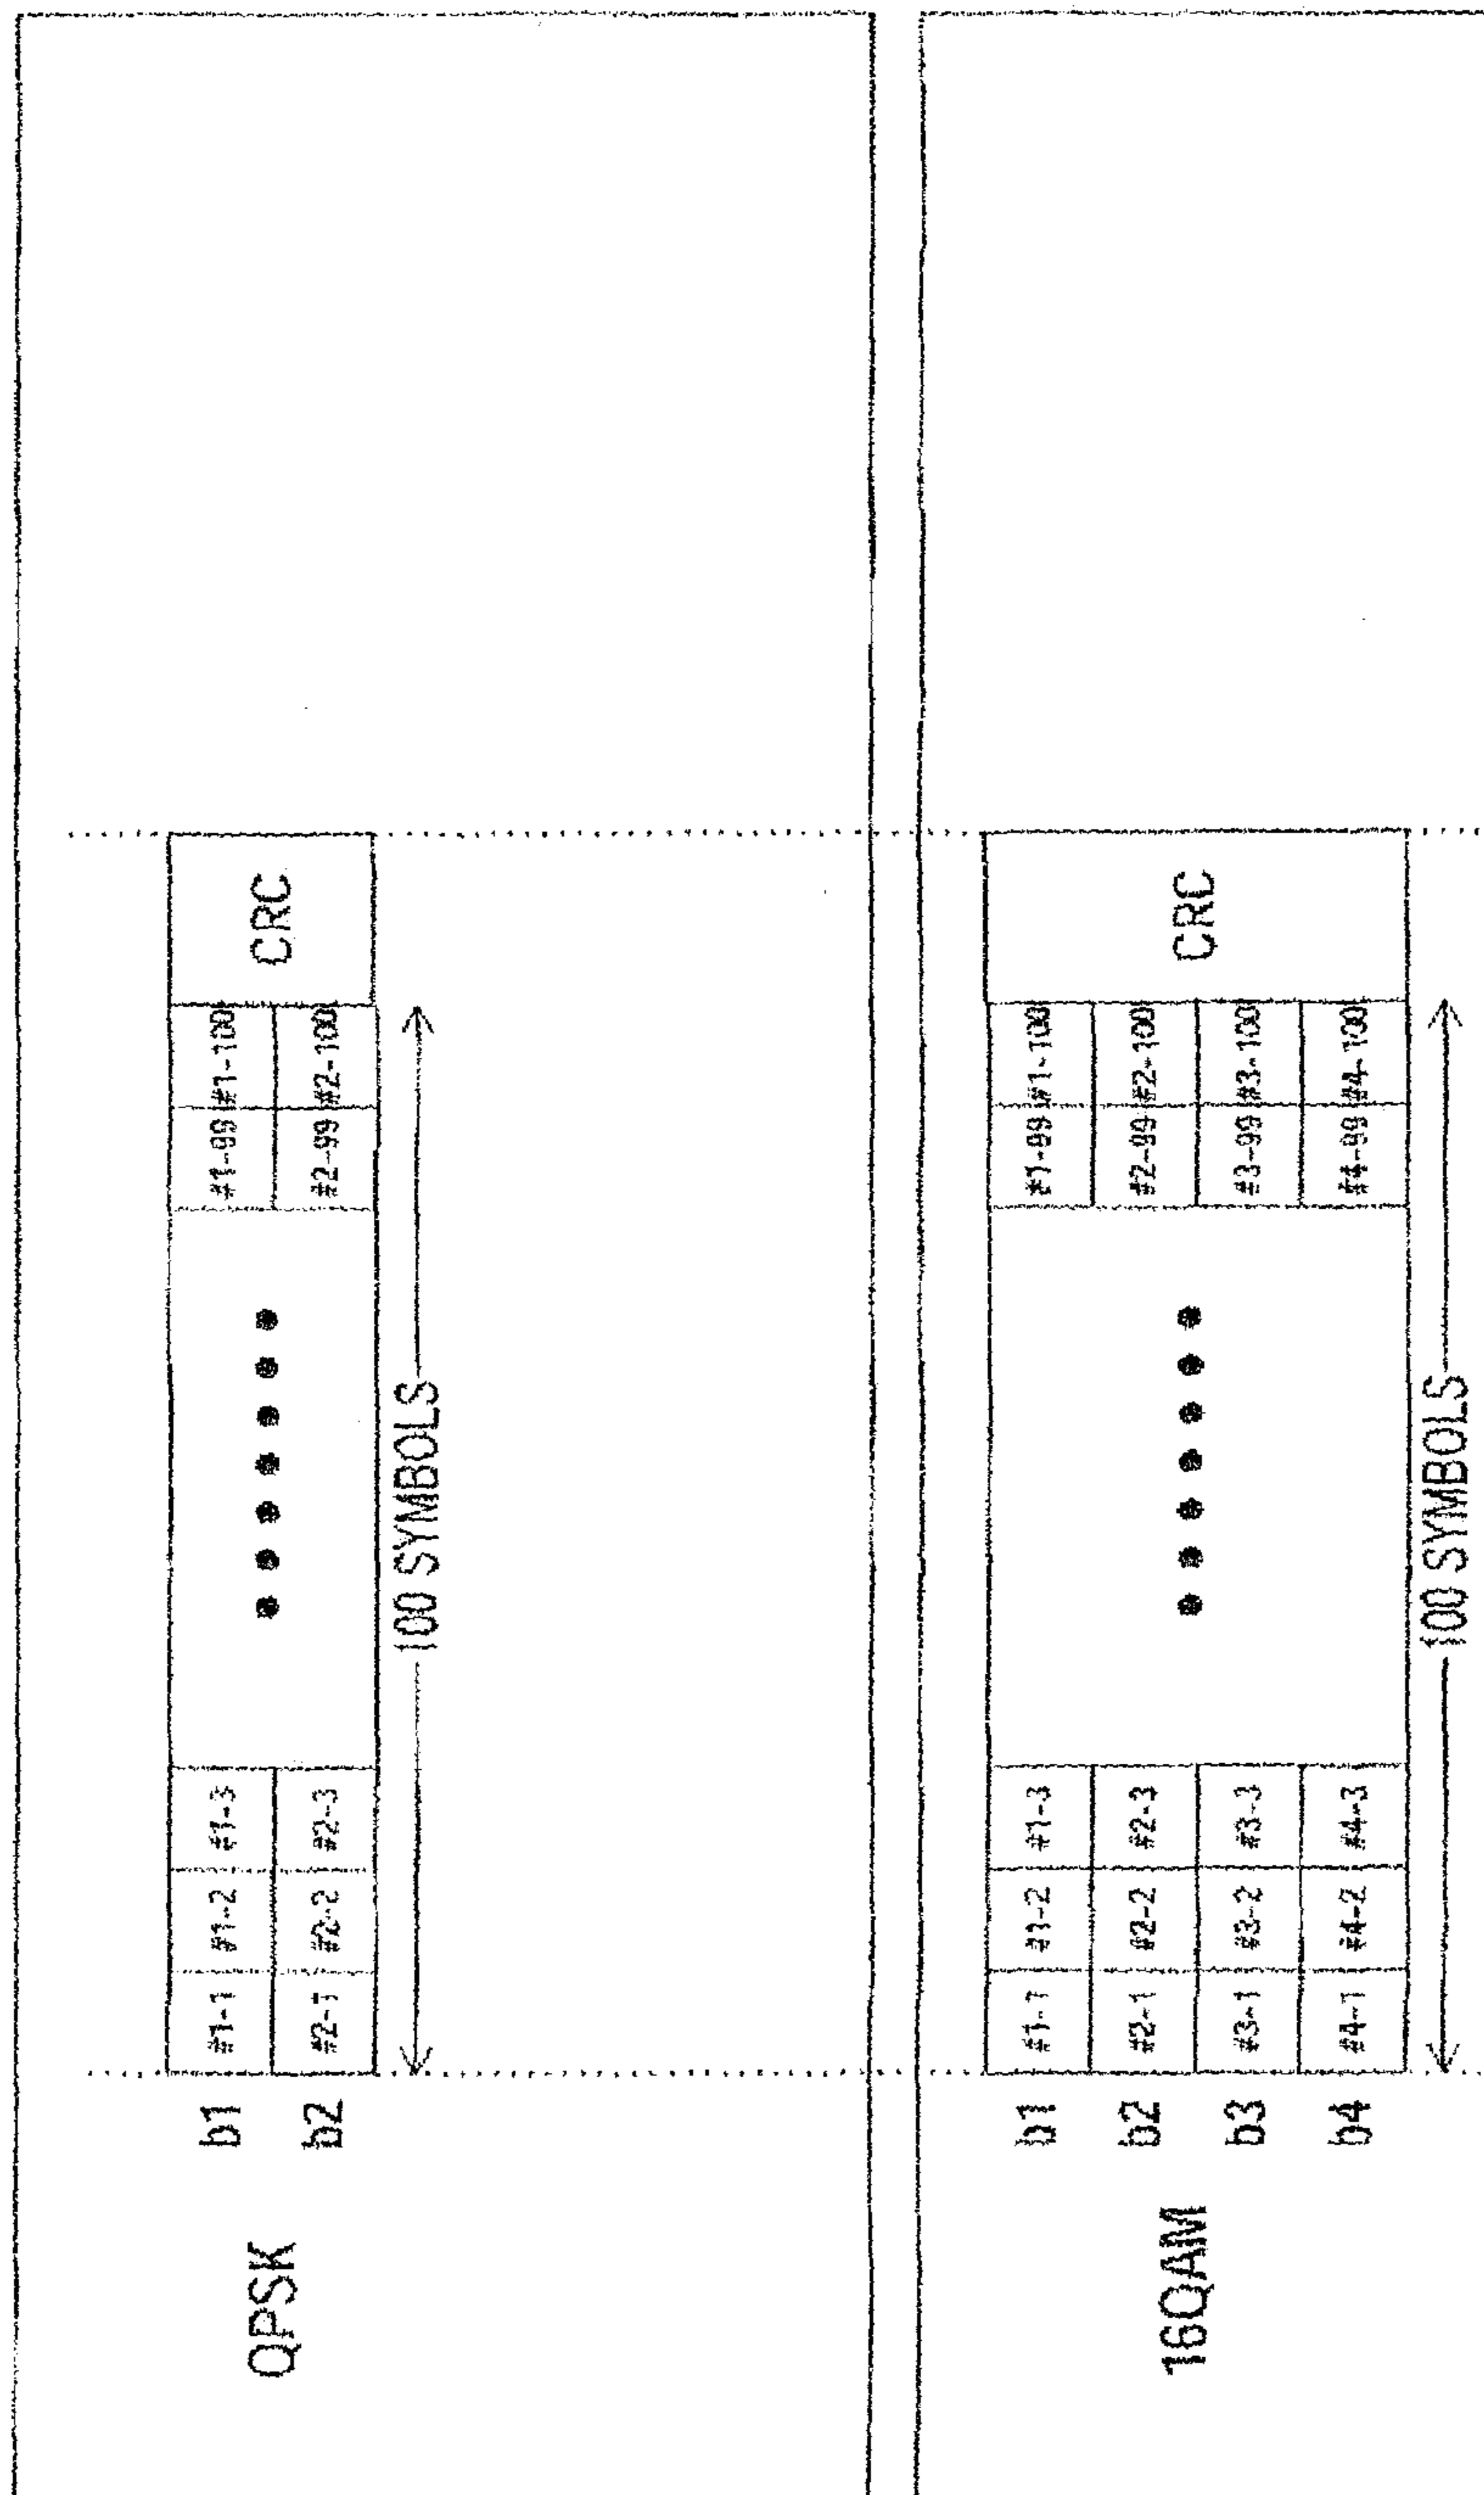 QPSK
b1 #1-1 #1-2 #1-3 #1-99 #1-100 CRC
b2 #2-1 #2-2 #2-3 #2-99 #2-100
100 SYMBOLS
16QAM
b1 #1-1 #1-2 #1-3 #1-99 #1-100 CRC
b2 #2-1 #2-2 #2-3 #2-99 #2-100
b3 #3-1 #3-2 #3-3 #3-99 #3-100
b4 #4-1 #4-2 #4-3 #4-99 #4-100
100 SYMBOLS